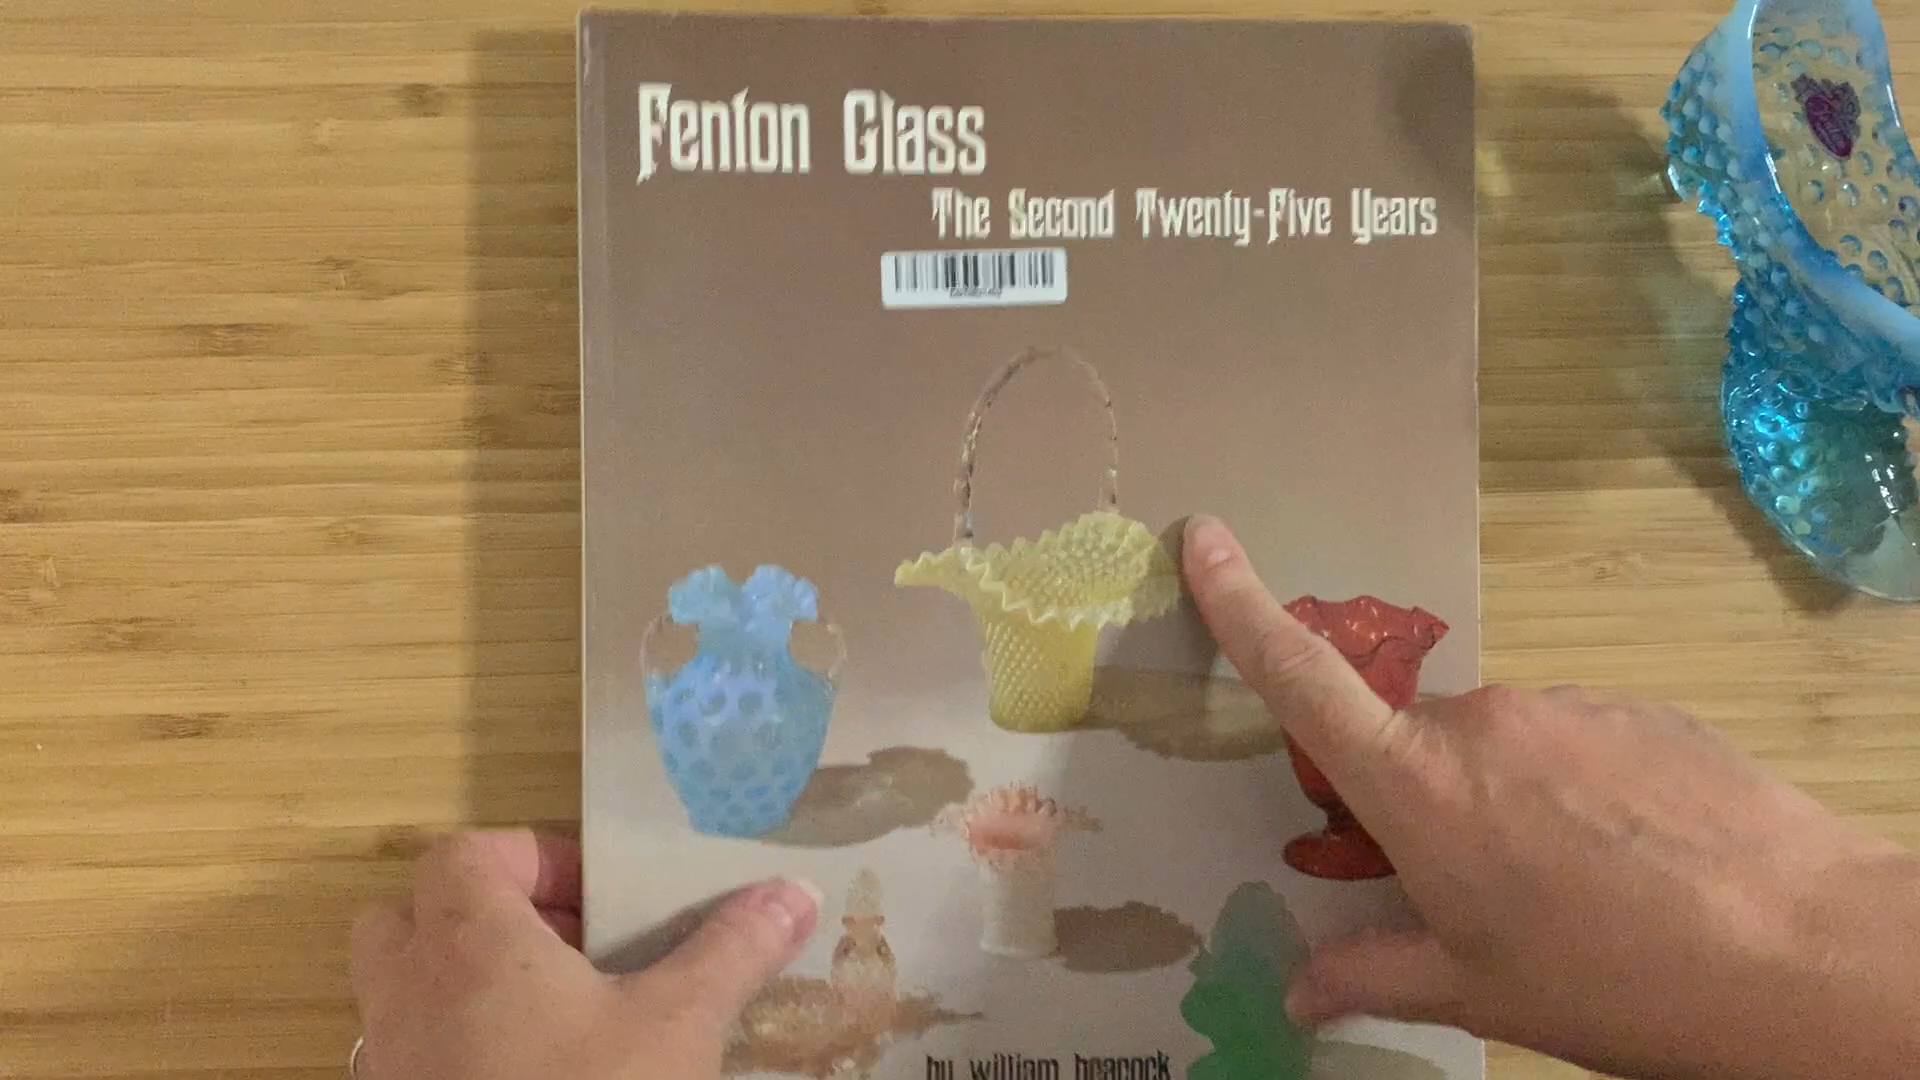 Fenton Glass
The Second Twenty-Five Years
by william heacock